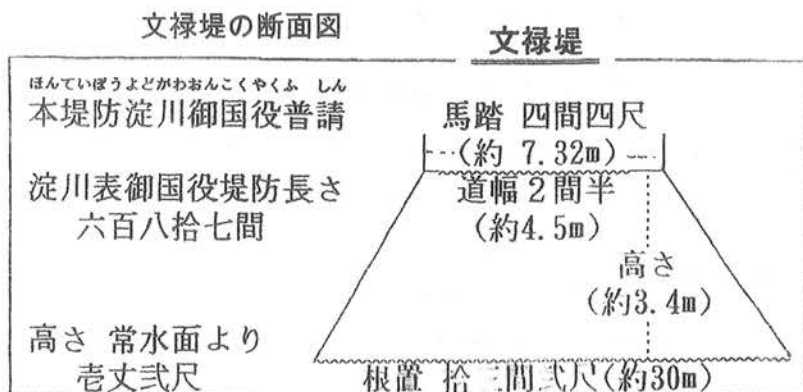 文禄堤の断面図
文禄堤
ほんていぼうよどがわおんこくやくふ しん
本堤防淀川御国役普請
淀川表御国役堤防長さ
六百八拾七間
高さ 常水面より
壱丈弐尺
馬踏 四間四尺
(約 7.32m)
道幅2間半
(約4.5m)
高さ
(約3.4m)
根置 拾三間弐尺(約30m)